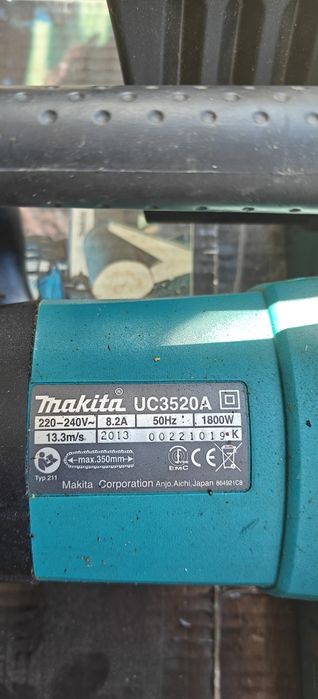 makita® UC3520A
220-240V~ 8.2A 50Hz 1800W
13.3m/s 2013 00221019 K
max.350mm
EMC
Typ 211
Makita Corporation Anjo, Aichi, Japan 864921C8